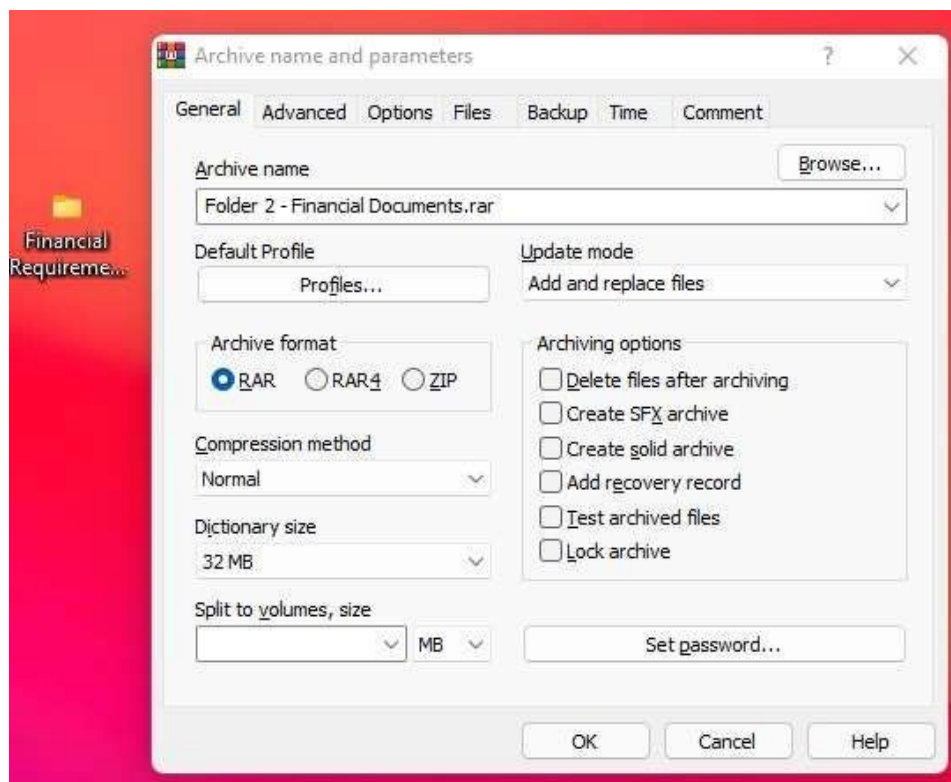 Archive name and parameters
General Advanced Options Files Backup Time Comment
Archive name
Browse...
Folder 2 - Financial Documents.rar
Financial
Requireme...
Default Profile
Profiles...
Update mode
Add and replace files
Archive format
RAR RAR4 ZIP
Compression method
Normal
Dictionary size
32 MB
Split to volumes, size
MB
Archiving options
Delete files after archiving
Create SFX archive
Create solid archive
Add recovery record
Test archived files
Lock archive
Set password...
OK Cancel Help